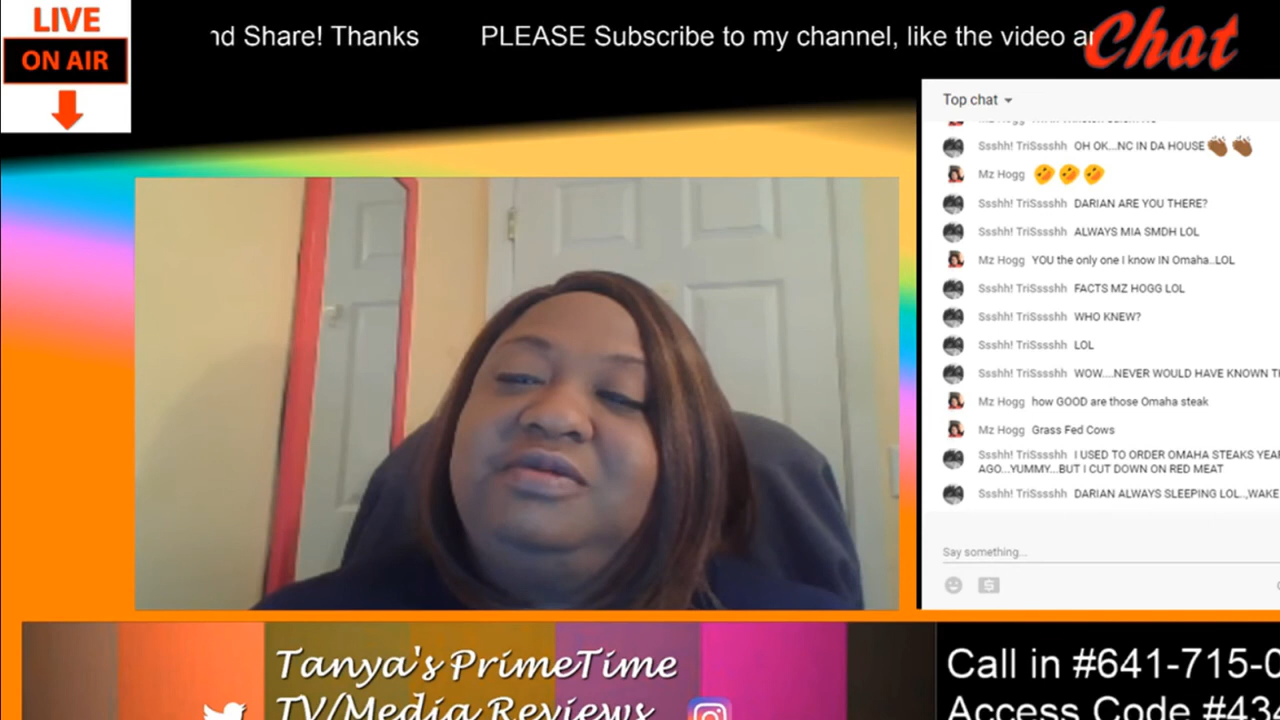 LIVE
ON AIR
nd Share! Thanks PLEASE Subscribe to my channel, like the video
Chat
Top chat
Mz Hogg
Ssshh! TriSssshh OH OK...NC IN DA HOUSE
Mz Hogg
Ssshh! TriSssshh DARIAN ARE YOU THERE?
Ssshh! TriSssshh ALWAYS MIA SMDH LOL
Mz Hogg YOU the only one I know IN Omaha..LOL
Ssshh! TriSssshh FACTS MZ HOGG LOL
Ssshh! TriSssshh WHO KNEW?
Ssshh! TriSssshh LOL
Ssshh! TriSssshh WOW....NEVER WOULD HAVE KNOWN
Mz Hogg how GOOD are those Omaha steak
Mz Hogg Grass Fed Cows
Ssshh! TriSssshh I USED TO ORDER OMAHA STEAKS YEA
AGO...YUMMY...BUT I CUT DOWN ON RED MEAT
Ssshh! TriSssshh DARIAN ALWAYS SLEEPING LOL..,WAKE
Say something...
Tanya's PrimeTime
TV/Media Reviews
Call in #641-715-0
Access Code #434